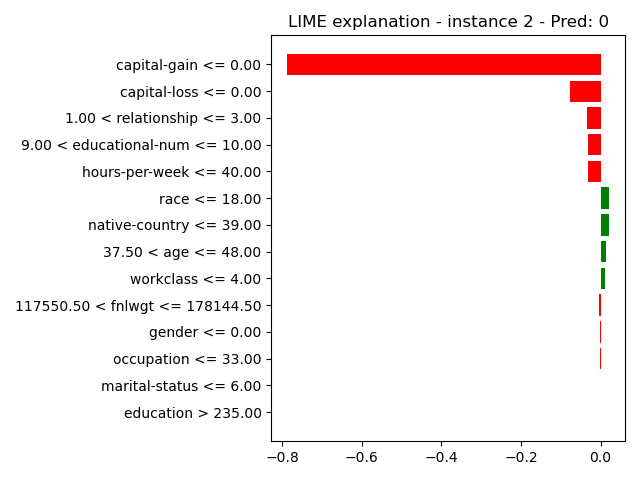 LIME explanation - instance 2 - Pred: 0
capital-gain <= 0.00
capital-loss <= 0.00
1.00 < relationship <= 3.00
9.00 < educational-num <= 10.00
hours-per-week <= 40.00
race <= 18.00
native-country <= 39.00
37.50 < age <= 48.00
workclass <= 4.00
117550.50 < fnlwgt <= 178144.50
gender <= 0.00
occupation <= 33.00
marital-status <= 6.00
education > 235.00
−0.8 −0.6 −0.4 −0.2 0.0